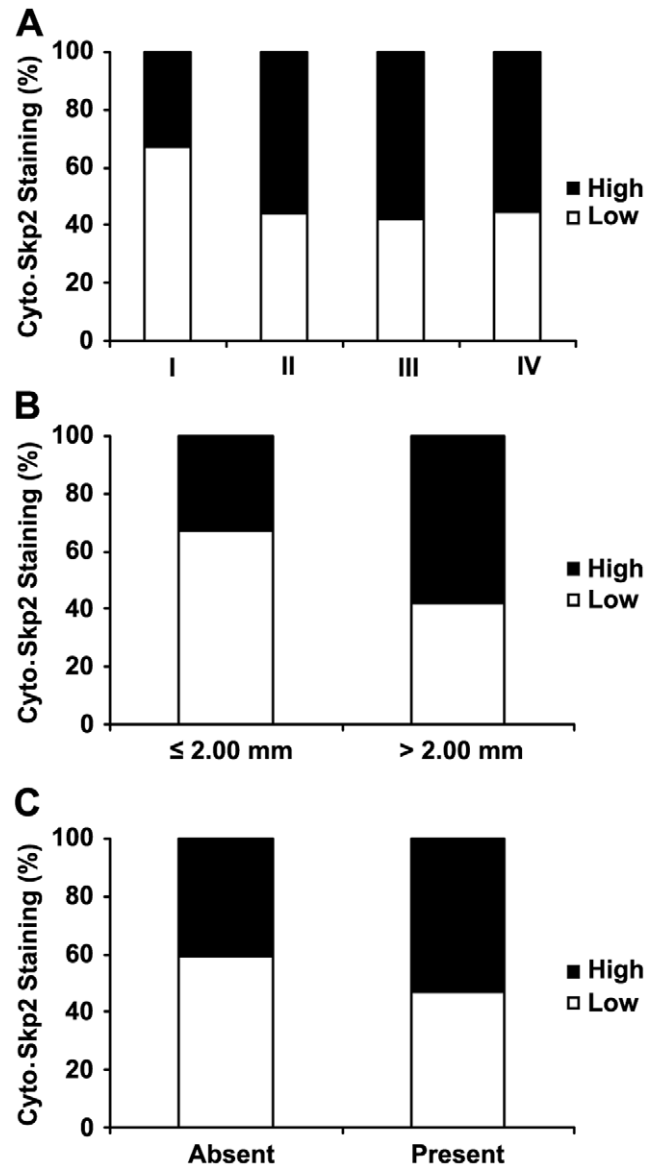 A
Cyto. Skp2 Staining (%)
100
80
60
40
20
0
I II III IV
■ High
□ Low
B
Cyto. Skp2 Staining (%)
100
80
60
40
20
0
≤ 2.00 mm > 2.00 mm
■ High
□ Low
C
Cyto. Skp2 Staining (%)
100
80
60
40
20
0
Absent Present
■ High
□ Low